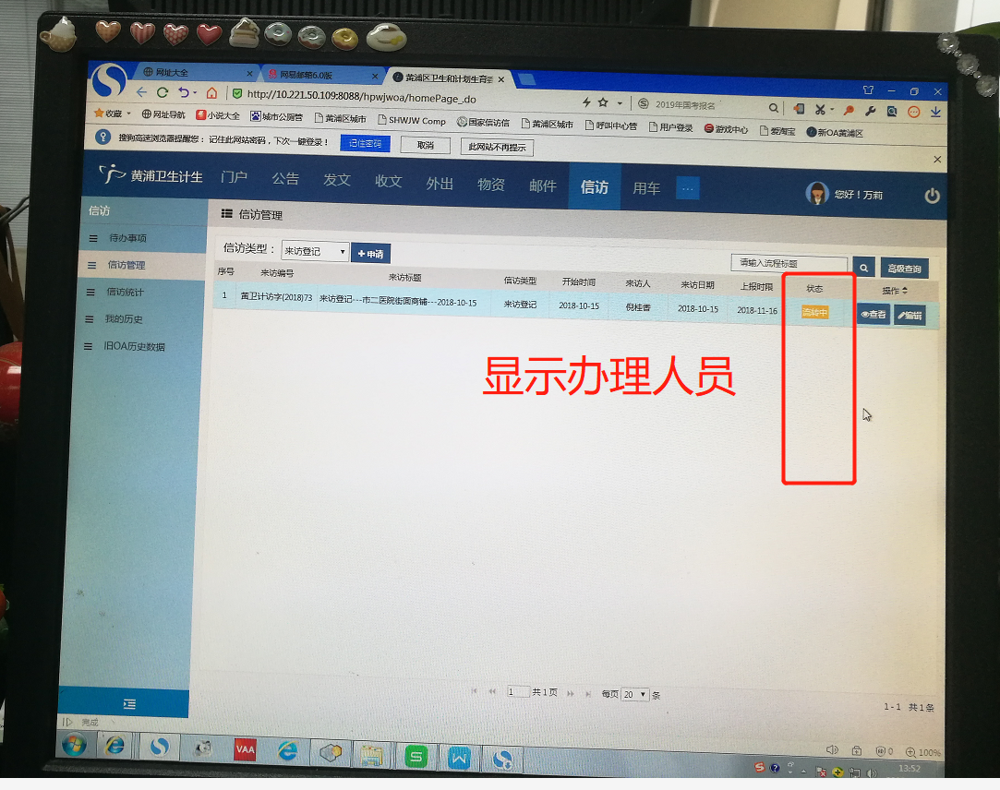 网址大全
网易邮箱6.0版
黄浦区卫生和计划生育委
http://10.221.50.109:8088/hpwjwoa/homePage_do
2019年国考报名
收藏 网址导航 小说大全 城市公厕管 黄浦区城市 SHWJW Comp 国家信访信 黄浦区城市 呼叫中心管 用户登录 游戏中心 爱淘宝 新OA黄浦区
搜狗高速浏览器提醒您： 记住此网站密码，下次一键登录！ 记住密码 取消 此网站不再提示
黄浦卫生计生 门户 公告 发文 收文 外出 物资 邮件 信访 用车 ... 您好！万莉
信访
待办事项
信访管理
信访统计
我的历史
旧OA历史数据
信访管理
信访类型： 来访登记 申请 请输入流程标题 高级查询
序号 来访编号 来访标题 信访类型 开始时间 来访人 来访日期 上报时限 状态 操作
1 黄卫计访字(2018)73 来访登记---市二医院街面商铺---2018-10-15 来访登记 2018-10-15 倪桂香 2018-10-15 2018-11-16 流转中 查看 编辑
显示办理人员
1 共1页 每页 20 条
1-1 共1条
完成
VAA
100%
13:52